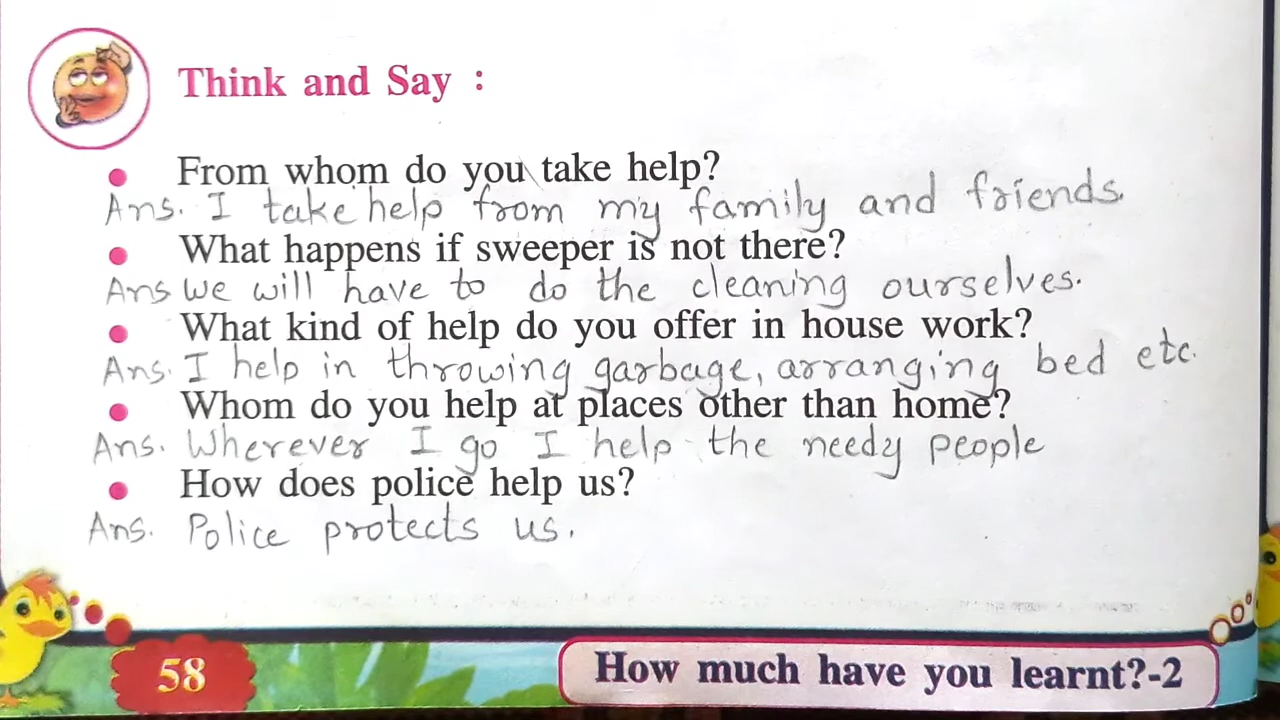 Think and Say :
• From whom do you take help?
Ans. I take help from my family and friends.
• What happens if sweeper is not there?
Ans We will have to do the cleaning ourselves.
• What kind of help do you offer in house work?
Ans. I help in throwing garbage, arranging bed etc.
• Whom do you help at places other than home?
Ans. Wherever I go I help the needy people
• How does police help us?
Ans. Police protects us.
58
How much have you learnt?-2